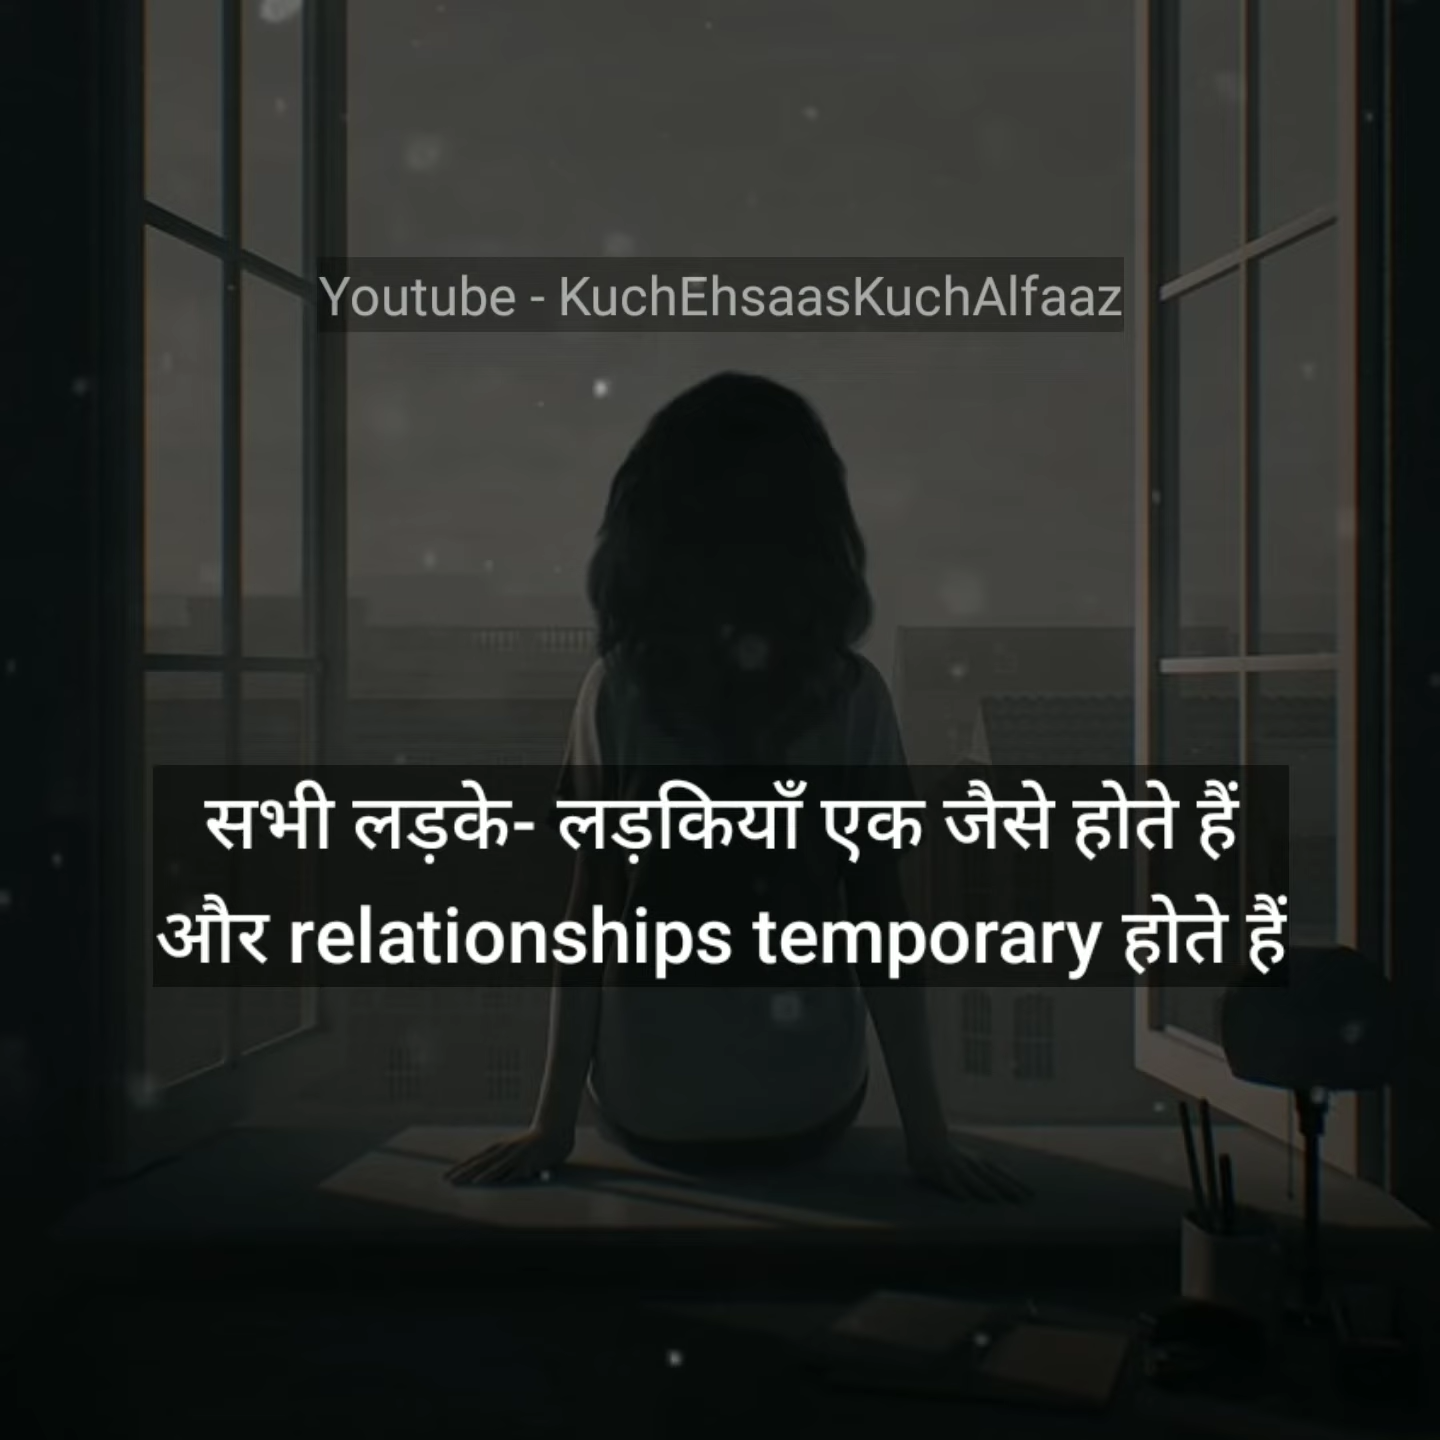 Youtube - KuchEhsaasKuchAlfaaz
सभी लड़के- लड़कियाँ एक जैसे होते हैं
और relationships temporary होते हैं